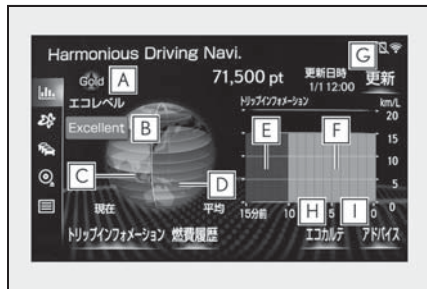 Harmonious Driving Navi.
G
Gold
A
71,500 pt
更新日時
1/1 12:00
更新
エコレベル
トリップインフォメーション
km/L
20
Excellent
B
E
F
15
10
C
D
5
現在
平均
0
15分前
10
H
5
I
0
トリップインフォメーション
燃費履歴
エコカルテ
アドバイス